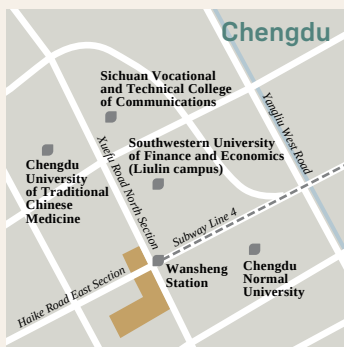 Chengdu
Sichuan Vocational
and Technical College
of Communications
Yangliu West Road
Xuefu Road North Section
Southwestern University
of Finance and Economics
(Liulin campus)
Chengdu
University
of Traditional
Chinese
Medicine
Subway Line 4
Haike Road East Section
Wansheng
Station
Chengdu
Normal
University